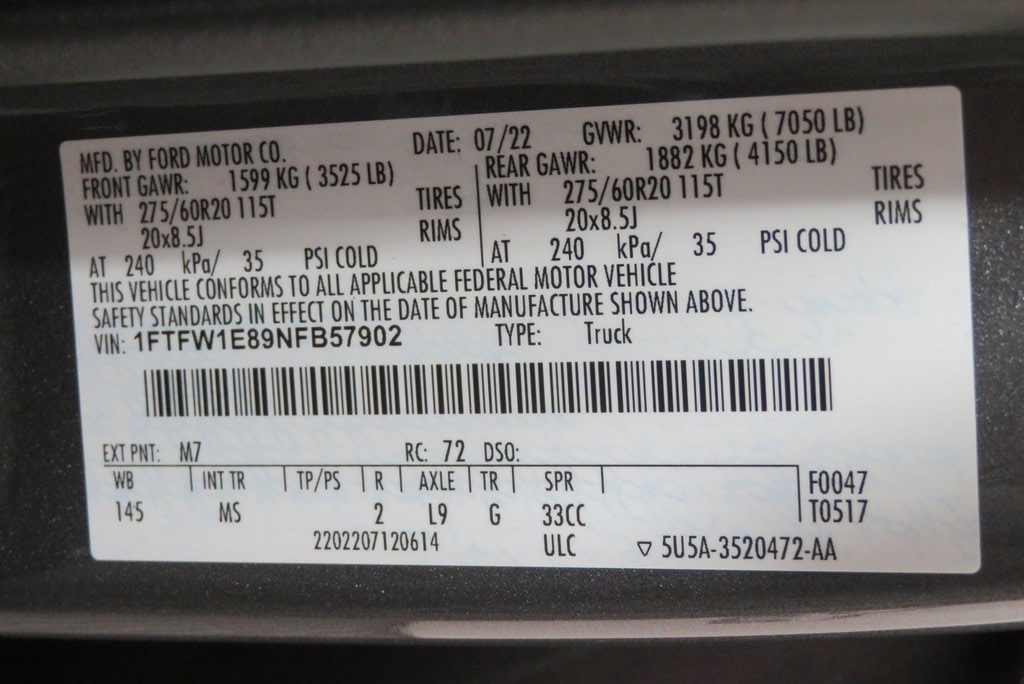 MFD. BY FORD MOTOR CO. DATE: 07/22 GVWR: 3198 KG ( 7050 LB)
FRONT GAWR: 1599 KG ( 3525 LB) REAR GAWR: 1882 KG ( 4150 LB)
WITH 275/60R20 115T TIRES WITH 275/60R20 115T TIRES
20x8.5J RIMS 20x8.5J RIMS
AT 240 kPa/ 35 PSI COLD AT 240 kPa/ 35 PSI COLD
THIS VEHICLE CONFORMS TO ALL APPLICABLE FEDERAL MOTOR VEHICLE
SAFETY STANDARDS IN EFFECT ON THE DATE OF MANUFACTURE SHOWN ABOVE.
VIN: 1FTFW1E89NFB57902 TYPE: Truck
EXT PNT: M7 RC: 72 DSO:
WB INT TR TP/PS R AXLE TR SPR F0047
145 MS 2 L9 G 33CC T0517
2202207120614 ULC ▽ 5U5A-3520472-AA